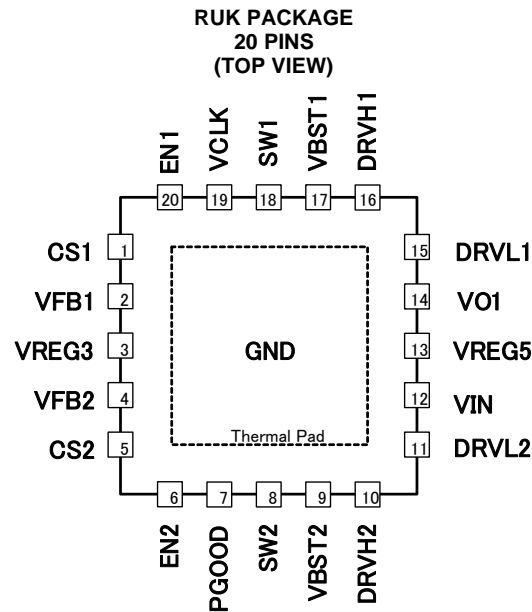 RUK PACKAGE
20 PINS
(TOP VIEW)
EN1
VCLK
SW1
VBST1
DRVH1
20
19
18
17
16
CS1
1
15
DRVL1
VFB1
2
14
VO1
VREG3
3
GND
13
VREG5
VFB2
4
12
VIN
CS2
5
Thermal Pad
11
DRVL2
6
7
8
9
10
EN2
PGOOD
SW2
VBST2
DRVH2